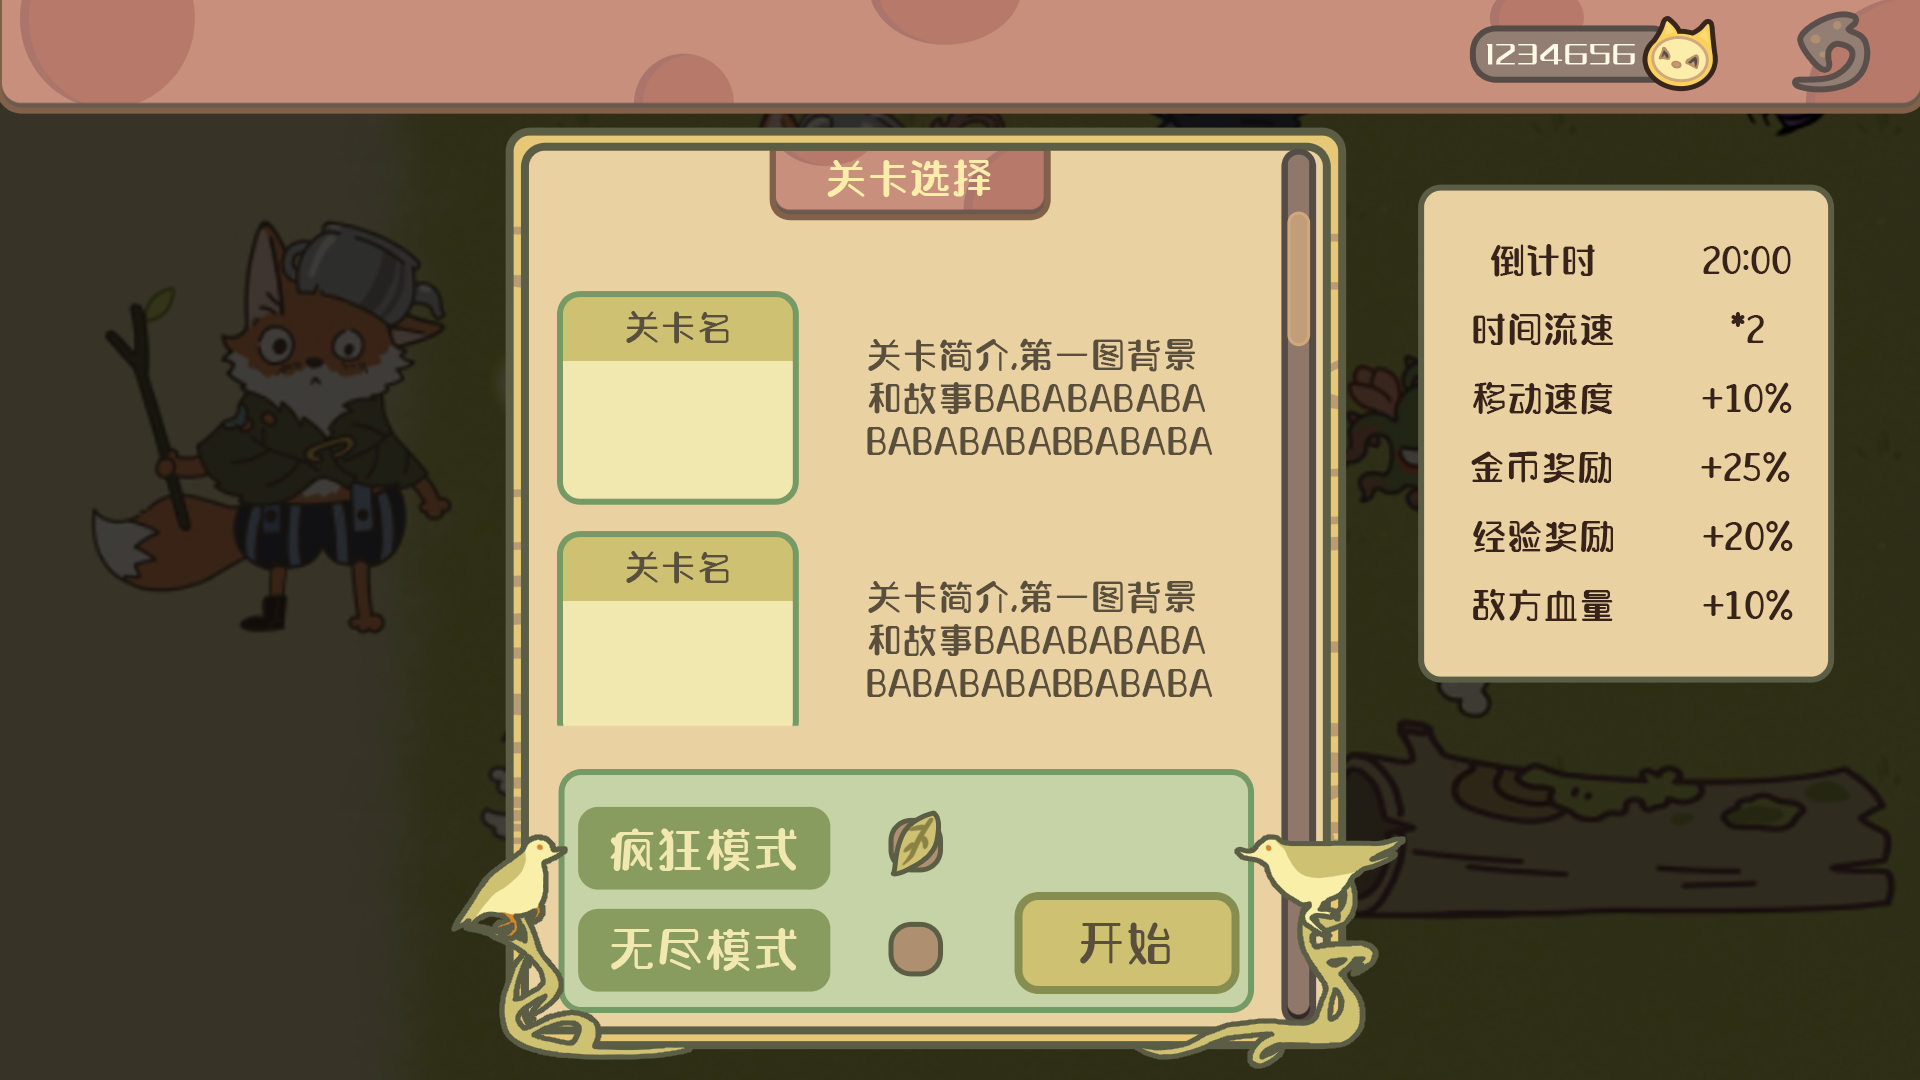 1234656
关卡选择
关卡名
关卡简介,第一图背景
和故事BABABABABA
BABABABABBABABA
关卡名
关卡简介,第一图背景
和故事BABABABABA
BABABABABBABABA
疯狂模式
无尽模式
开始
倒计时 20:00
时间流速 *2
移动速度 +10%
金币奖励 +25%
经验奖励 +20%
敌方血量 +10%